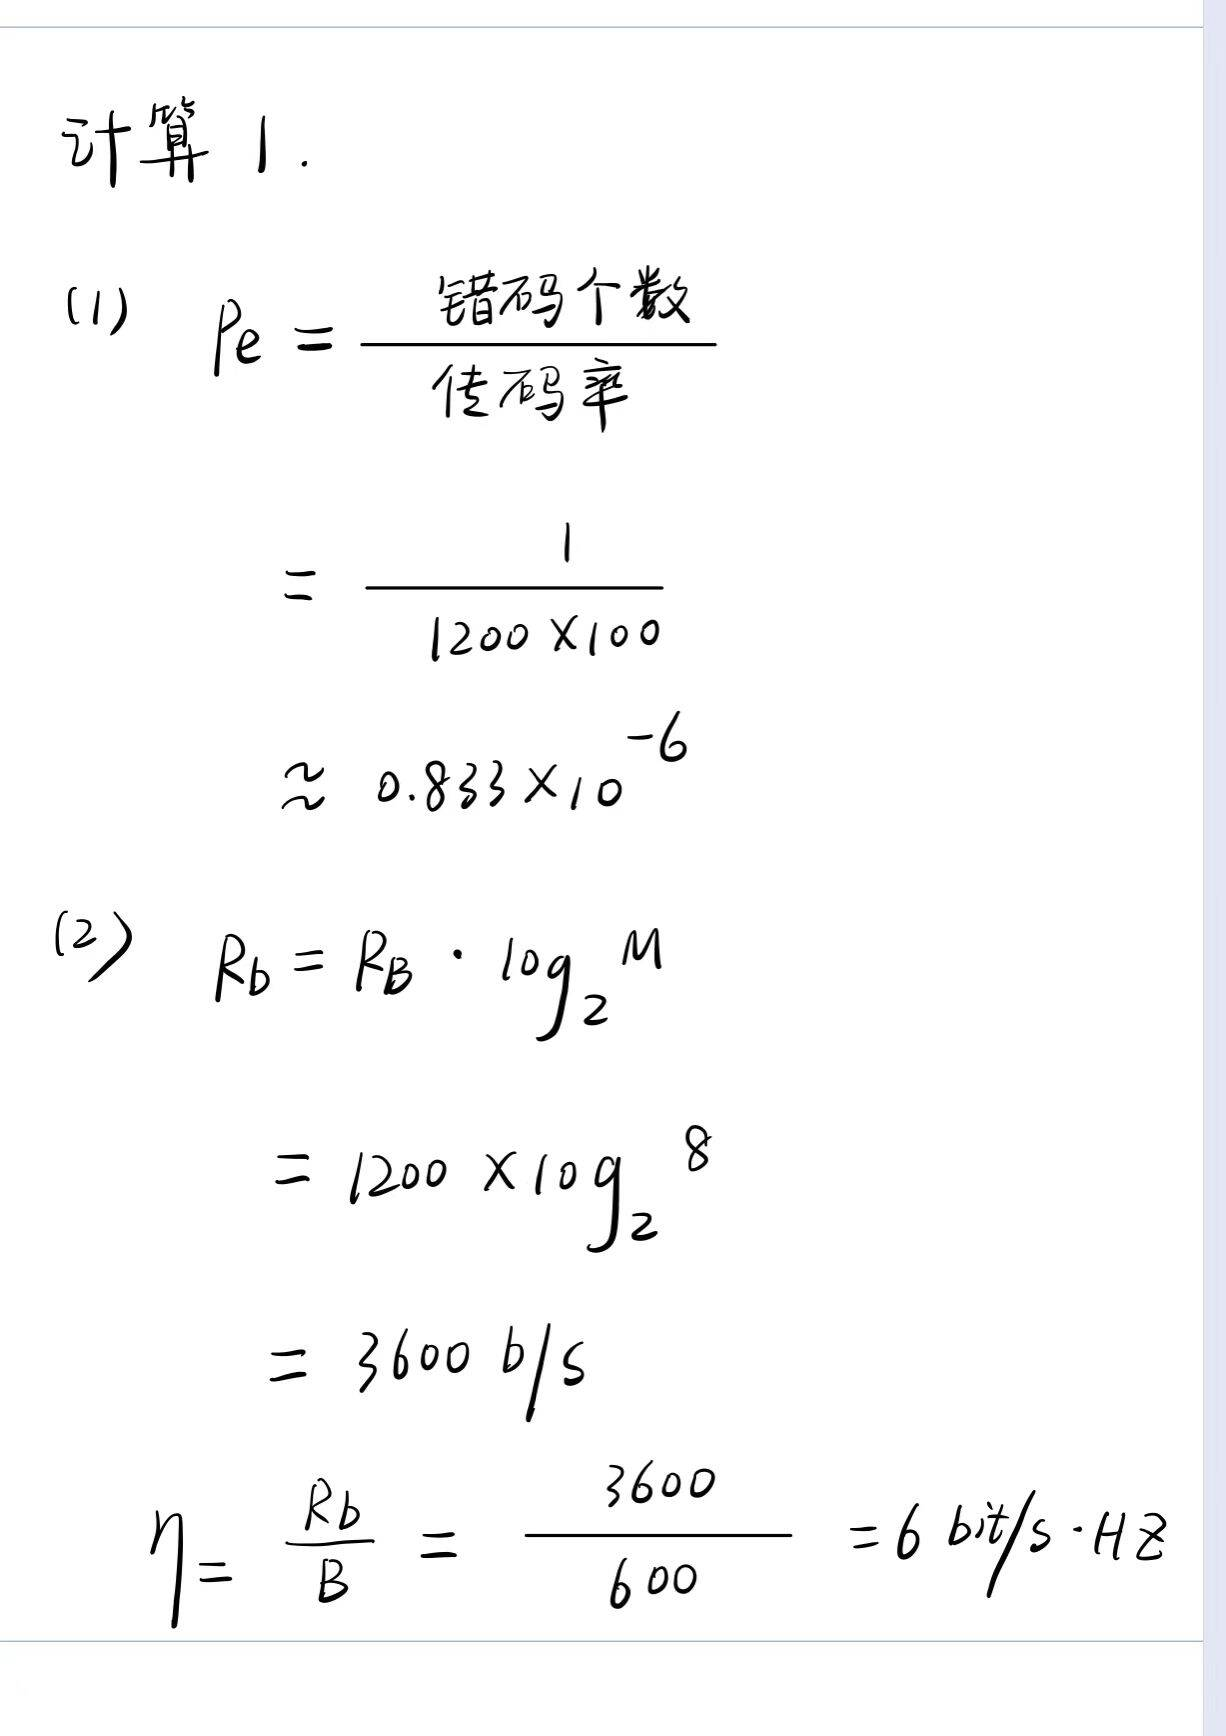 计算 1.
(1) Pe = 错码个数 / 传码率
= 1 / 1200 × 100
≈ 0.833 × 10^-6
(2) Rb = RB · log2 M
= 1200 × log2 8
= 3600 b/s
η = Rb / B = 3600 / 600 = 6 bit/s·HZ